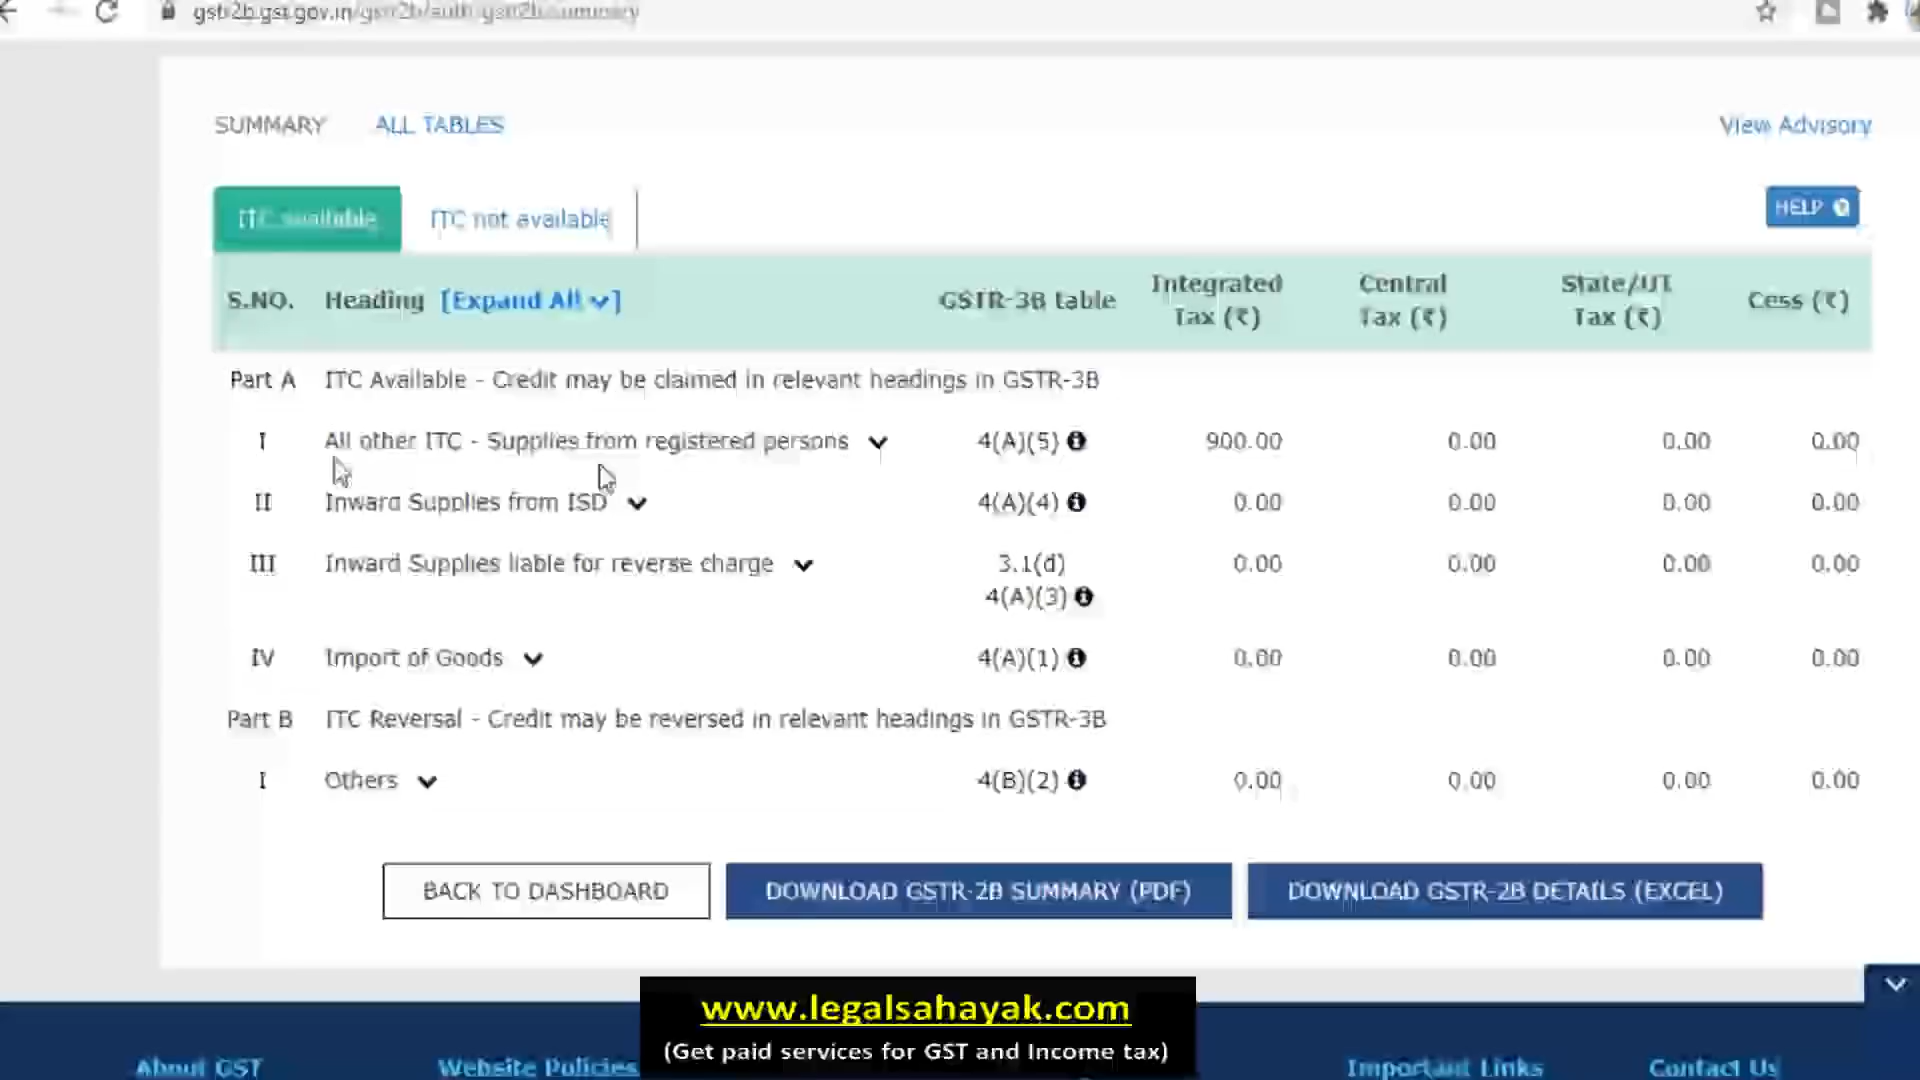 SUMMARY ALL TABLES View Advisory
ITC available ITC not available HELP
S.NO. Heading [Expand All] GSTR-3B table Integrated Tax (₹) Central Tax (₹) State/UT Tax (₹) Cess (₹)
Part A ITC Available - Credit may be claimed in relevant headings in GSTR-3B
I All other ITC - Supplies from registered persons 4(A)(5) 900.00 0.00 0.00 0.00
II Inward Supplies from ISD 4(A)(4) 0.00 0.00 0.00 0.00
III Inward Supplies liable for reverse charge 3.1(d) 0.00 0.00 0.00 0.00
4(A)(3)
IV Import of Goods 4(A)(1) 0.00 0.00 0.00 0.00
Part B ITC Reversal - Credit may be reversed in relevant headings in GSTR-3B
I Others 4(B)(2) 0.00 0.00 0.00 0.00
BACK TO DASHBOARD DOWNLOAD GSTR-2B SUMMARY (PDF) DOWNLOAD GSTR-2B DETAILS (EXCEL)
www.legalsahayak.com
(Get paid services for GST and Income tax)
About GST Website Policies Important Links Contact Us